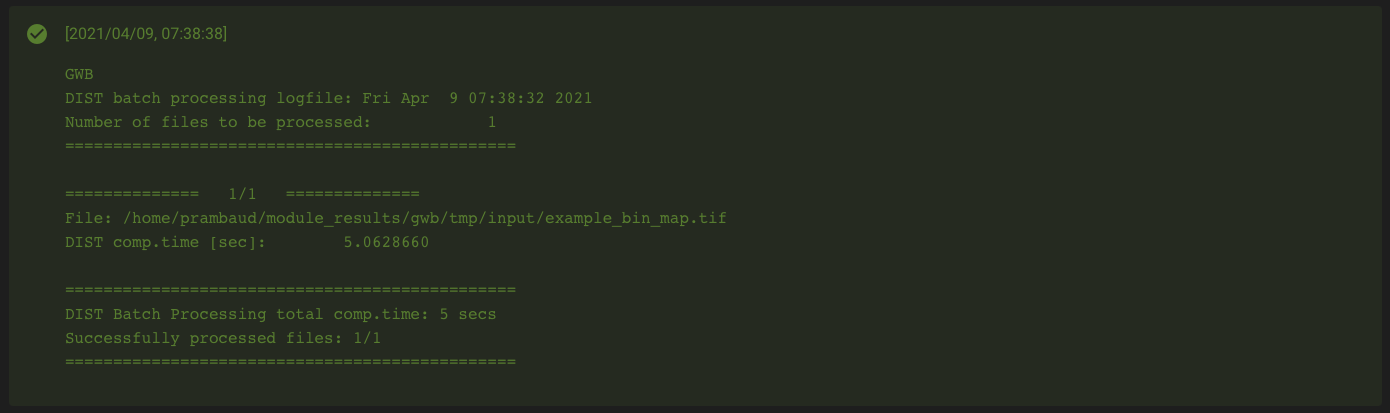 [2021/04/09, 07:38:38]
GWB
DIST batch processing logfile: Fri Apr  9 07:38:32 2021
Number of files to be processed:            1
===============================================
==============   1/1   ==============
File: /home/prambaud/module_results/gwb/tmp/input/example_bin_map.tif
DIST comp.time [sec]:        5.0628660
===============================================
DIST Batch Processing total comp.time: 5 secs
Successfully processed files: 1/1
===============================================